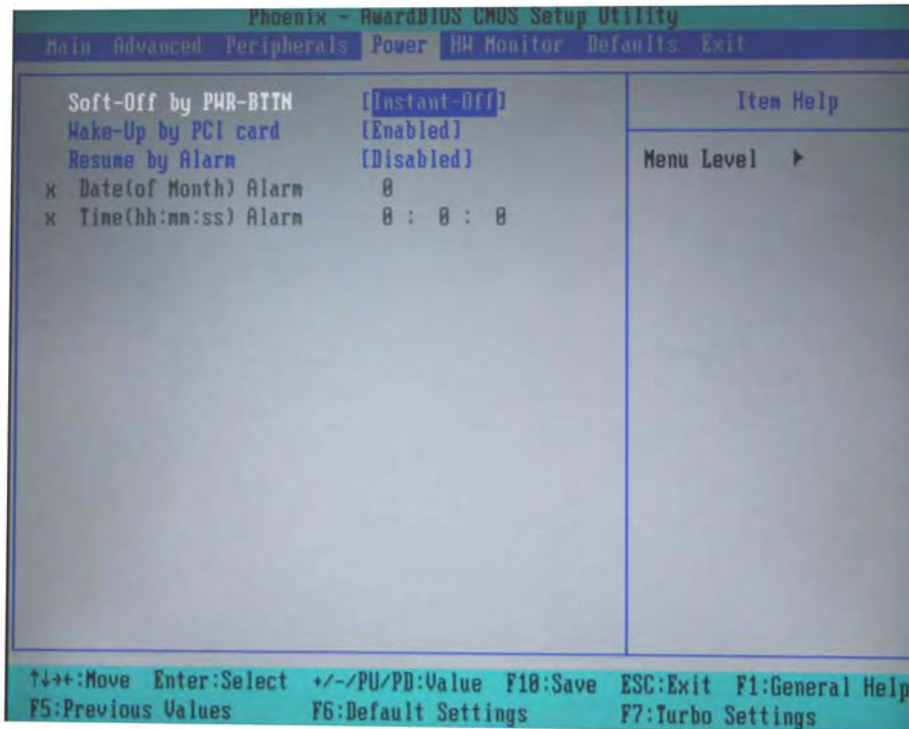 Phoenix - AwardBIOS CMOS Setup Utility
Main Advanced Peripherals Power HW Monitor Defaults Exit
Soft-Off by PWR-BTTN [Instant-Off]
Wake-Up by PCI card [Enabled]
Resume by Alarm [Disabled]
x Date(of Month) Alarm 0
x Time(hh:mm:ss) Alarm 0 : 0 : 0
Item Help
Menu Level ▶
↑↓→←:Move Enter:Select +/-/PU/PD:Value F10:Save ESC:Exit F1:General Help
F5:Previous Values F6:Default Settings F7:Turbo Settings